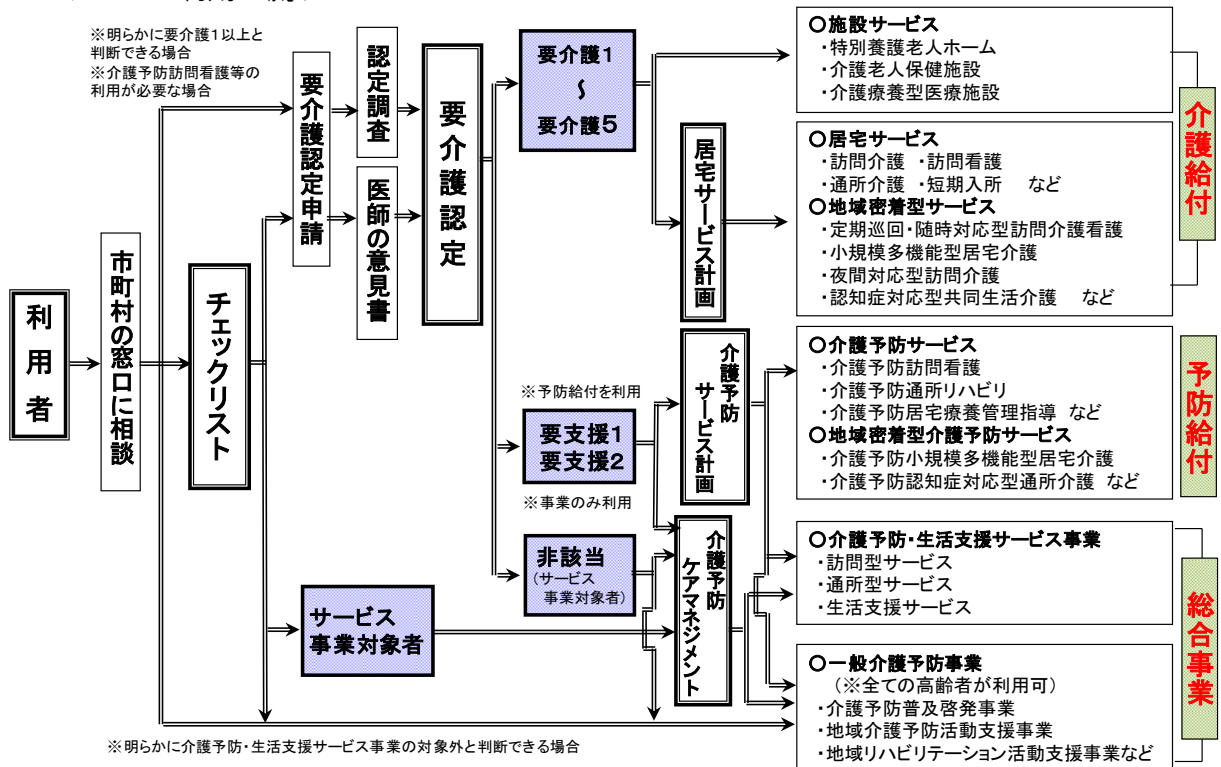 ※明らかに要介護1以上と
判断できる場合
※介護予防訪問看護等の
利用が必要な場合
利用者
市町村の窓口に相談
チェックリスト
要介護認定申請
認定調査
医師の意見書
要介護認定
要介護1
~
要介護5
※予防給付を利用
要支援1
要支援2
※事業のみ利用
非該当
(サービス
事業対象者)
サービス
事業対象者
居宅サービス計画
介護予防
サービス計画
介護予防
ケアマネジメント
○施設サービス
・特別養護老人ホーム
・介護老人保健施設
・介護療養型医療施設
○居宅サービス
・訪問介護 ・訪問看護
・通所介護 ・短期入所 など
○地域密着型サービス
・定期巡回・随時対応型訪問介護看護
・小規模多機能型居宅介護
・夜間対応型訪問介護
・認知症対応型共同生活介護 など
介護給付
○介護予防サービス
・介護予防訪問看護
・介護予防通所リハビリ
・介護予防居宅療養管理指導 など
○地域密着型介護予防サービス
・介護予防小規模多機能型居宅介護
・介護予防認知症対応型通所介護 など
予防給付
○介護予防・生活支援サービス事業
・訪問型サービス
・通所型サービス
・生活支援サービス
○一般介護予防事業
(※全ての高齢者が利用可)
・介護予防普及啓発事業
・地域介護予防活動支援事業
・地域リハビリテーション活動支援事業など
総合事業
※明らかに介護予防・生活支援サービス事業の対象外と判断できる場合